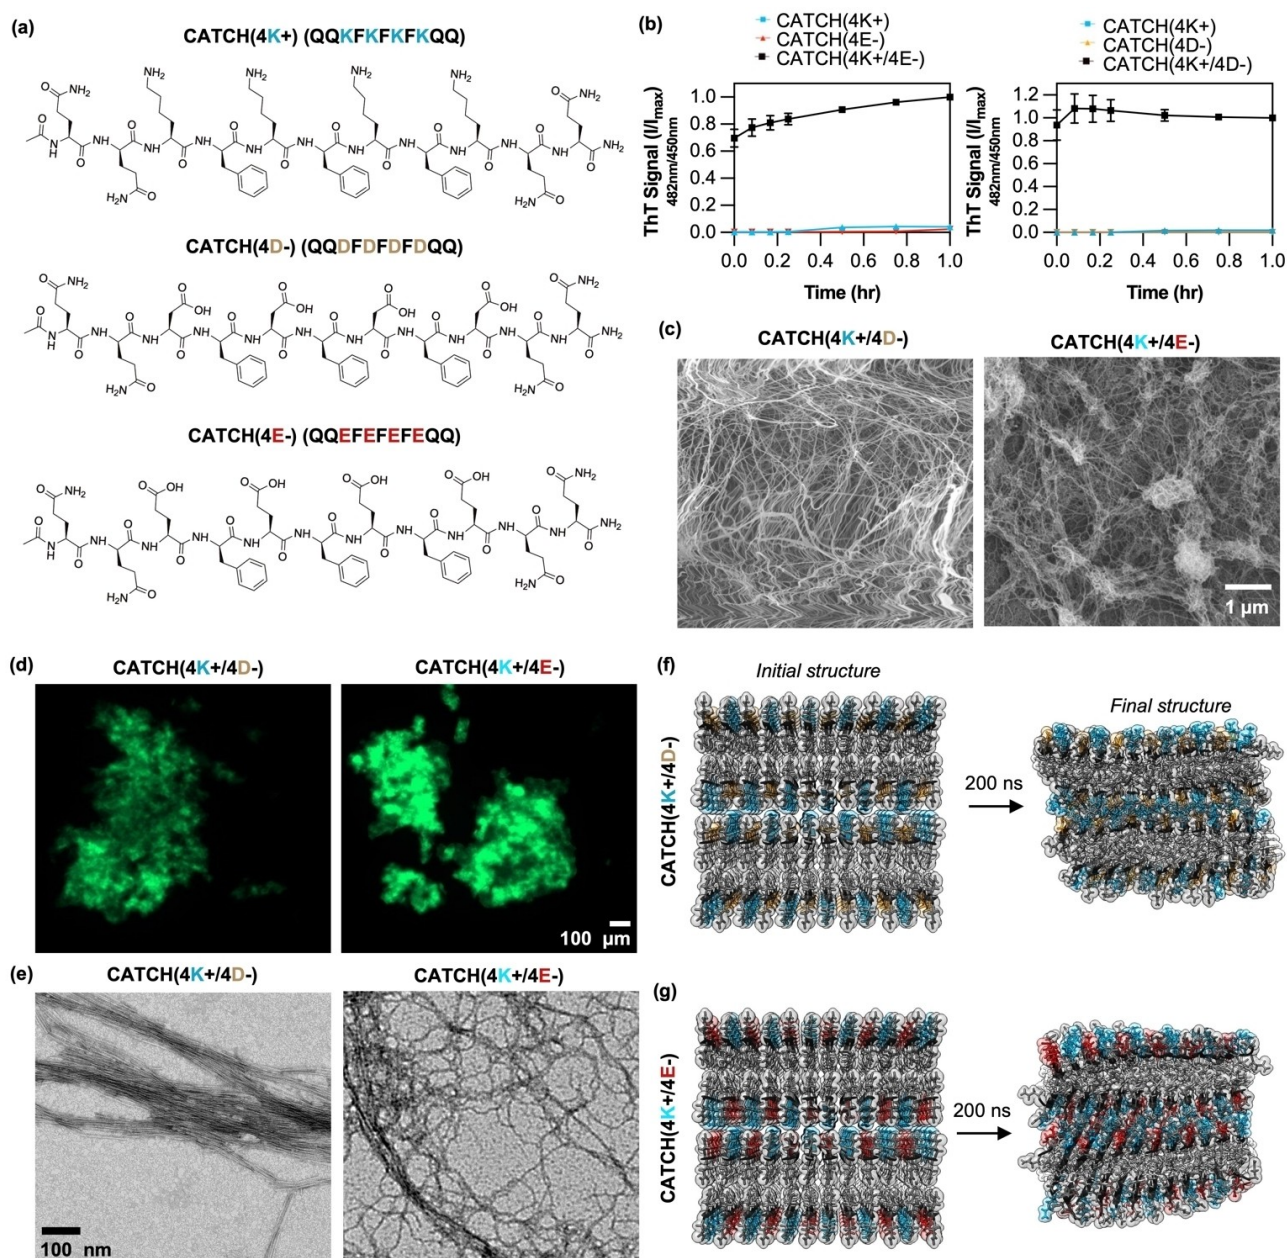 (a)
CATCH(4K+) (QQKFKFKFKQQ)
CATCH(4D-) (QQDFDFDFDQQ)
CATCH(4E-) (QQEFEFEFEQQ)
(b)
CATCH(4K+)
CATCH(4E-)
CATCH(4K+/4E-)
ThT Signal (I/Imax)
482nm/450nm
1.0
0.8
0.6
0.4
0.2
0.0
0.0 0.2 0.4 0.6 0.8 1.0
Time (hr)
CATCH(4K+)
CATCH(4D-)
CATCH(4K+/4D-)
ThT Signal (I/Imax)
482nm/450nm
1.2
1.0
0.8
0.6
0.4
0.2
0.0
0.0 0.2 0.4 0.6 0.8 1.0
Time (hr)
(c)
CATCH(4K+/4D-)
CATCH(4K+/4E-)
1 µm
(d)
CATCH(4K+/4D-)
CATCH(4K+/4E-)
100 µm
(e)
CATCH(4K+/4D-)
CATCH(4K+/4E-)
100 nm
(f)
Initial structure
Final structure
CATCH(4K+/4D-)
200 ns
(g)
CATCH(4K+/4E-)
200 ns